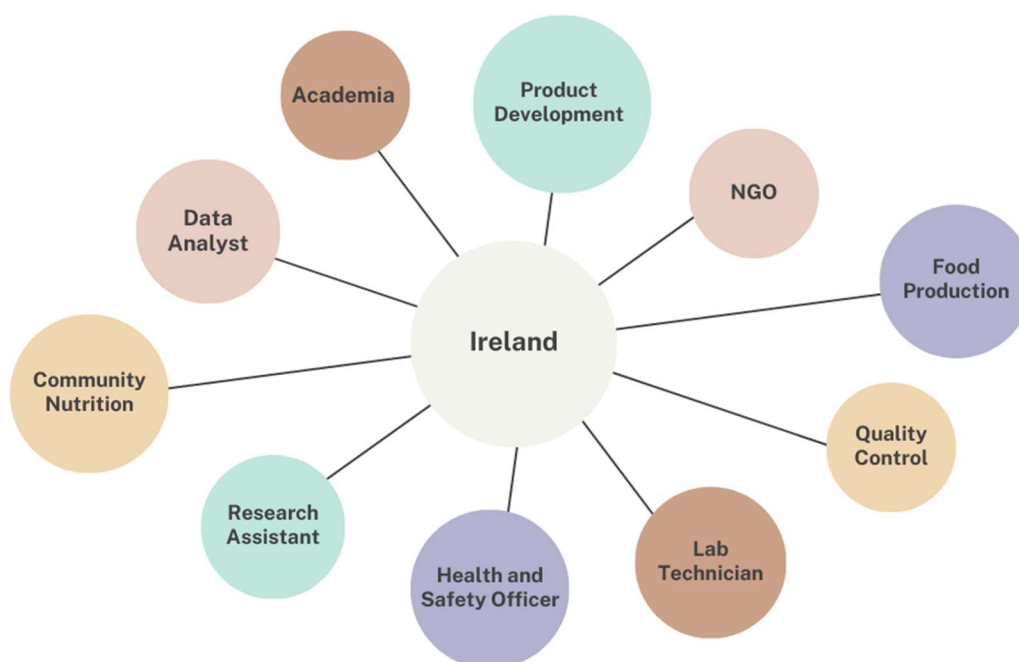 Academia
Product
Development
NGO
Data
Analyst
Food
Production
Ireland
Community
Nutrition
Quality
Control
Research
Assistant
Health and
Safety Officer
Lab
Technician